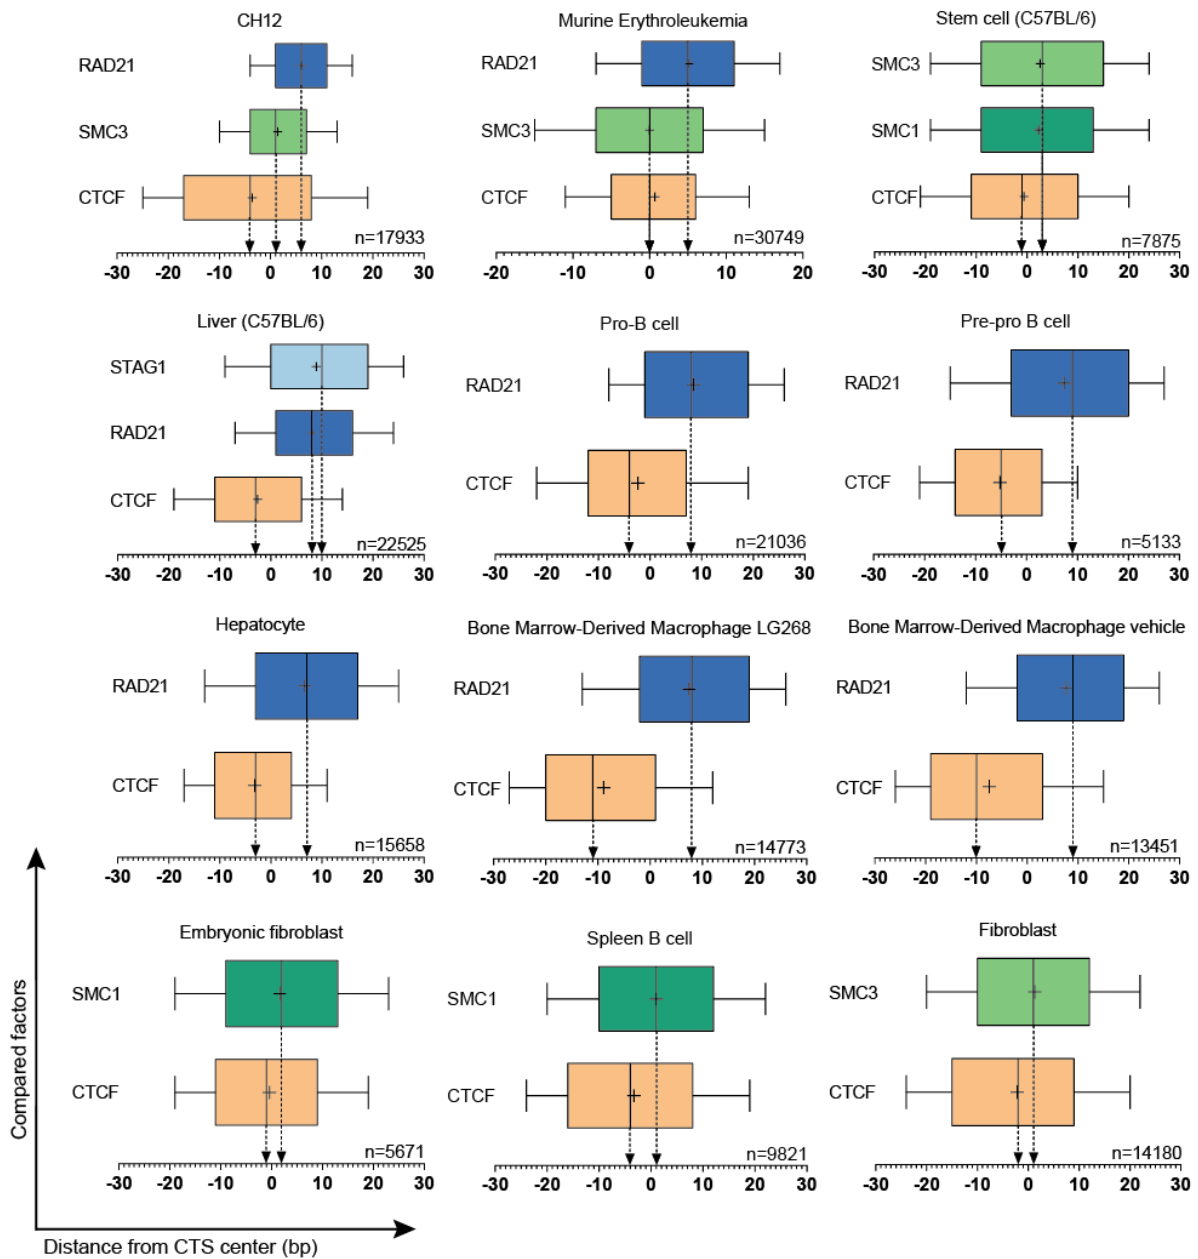 CH12
RAD21
SMC3
CTCF
n=17933
-30 -20 -10 0 10 20 30
Murine Erythroleukemia
RAD21
SMC3
CTCF
n=30749
-20 -10 0 10 20
Stem cell (C57BL/6)
SMC3
SMC1
CTCF
n=7875
-30 -20 -10 0 10 20 30
Liver (C57BL/6)
STAG1
RAD21
CTCF
n=22525
-30 -20 -10 0 10 20 30
Pro-B cell
RAD21
CTCF
n=21036
-30 -20 -10 0 10 20 30
Pre-pro B cell
RAD21
CTCF
n=5133
-30 -20 -10 0 10 20 30
Hepatocyte
RAD21
CTCF
n=15658
-30 -20 -10 0 10 20 30
Bone Marrow-Derived Macrophage LG268
RAD21
CTCF
n=14773
-30 -20 -10 0 10 20 30
Bone Marrow-Derived Macrophage vehicle
RAD21
CTCF
n=13451
-30 -20 -10 0 10 20 30
Embryonic fibroblast
SMC1
CTCF
n=5671
-30 -20 -10 0 10 20 30
Spleen B cell
SMC1
CTCF
n=9821
-30 -20 -10 0 10 20 30
Fibroblast
SMC3
CTCF
n=14180
-30 -20 -10 0 10 20 30
Compared factors
Distance from CTS center (bp)